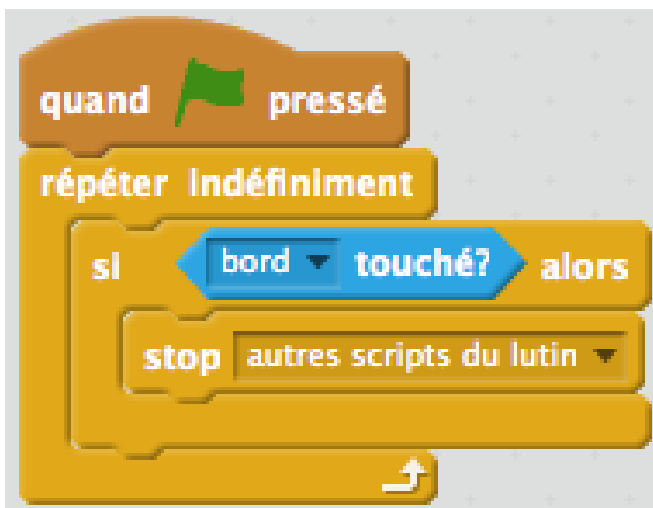 quand pressé
répéter indéfiniment
si bord touché? alors
stop autres scripts du lutin